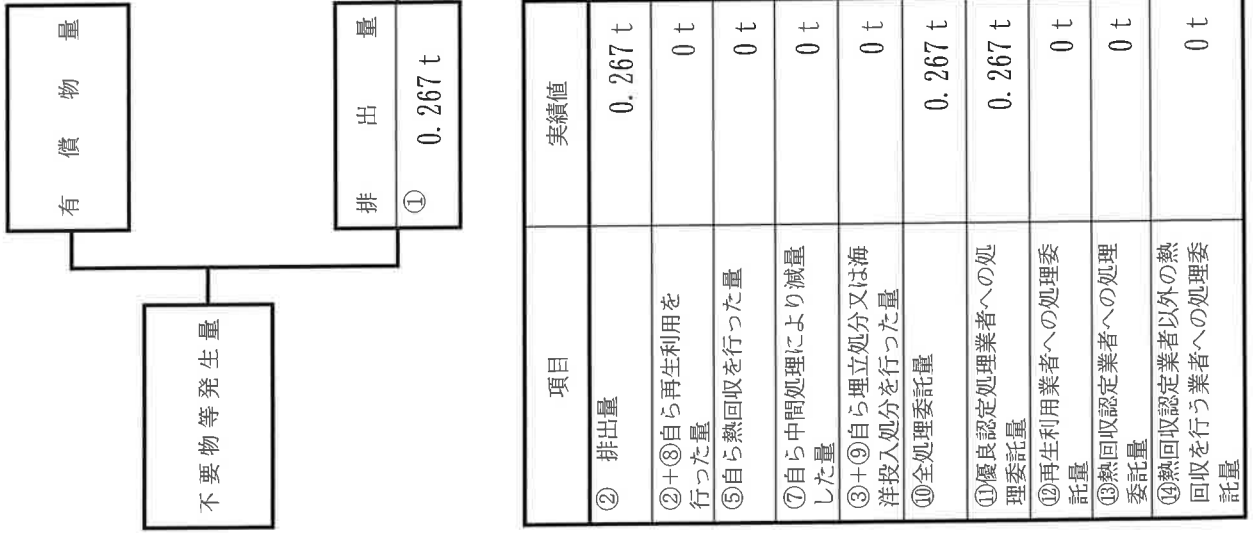 有償物量
不要物等発生量
排出量
① 0.267 t
項目 実績値
② 排出量 0.267 t
②+⑧自ら再生利用を
行った量 0 t
⑤自ら熱回収を行った量 0 t
⑦自ら中間処理により減量
した量 0 t
③+⑨自ら埋立処分又は海
洋投入処分を行った量 0 t
⑩全処理委託量 0.267 t
⑪優良認定処理業者への処
理委託量 0.267 t
⑫再生利用業者への処理委
託量 0 t
⑬熱回収認定業者への処理
委託量 0 t
⑭熱回収認定業者以外の熱
回収を行う業者への処理委
託量 0 t